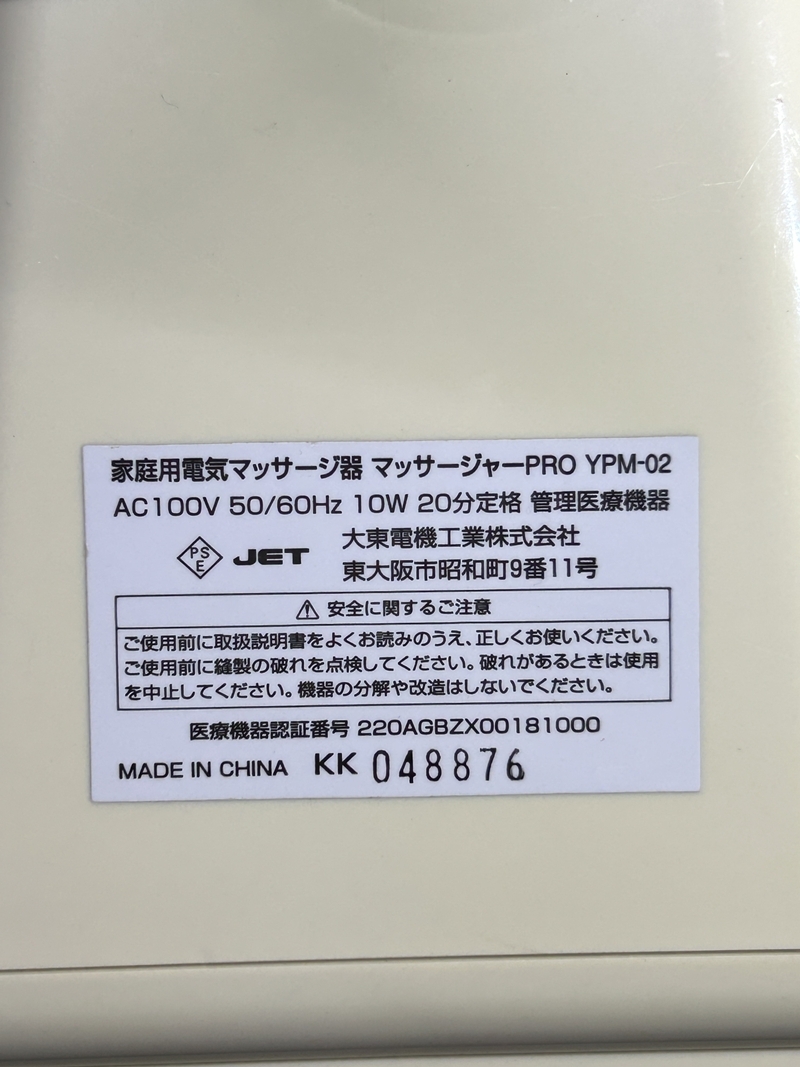 家庭用電気マッサージ器 マッサージャーPRO YPM-02
AC100V 50/60Hz 10W 20分定格 管理医療機器
PS E JET 大東電機工業株式会社
東大阪市昭和町9番11号
⚠ 安全に関するご注意
ご使用前に取扱説明書をよくお読みのうえ、正しくお使いください。
ご使用前に縫製の破れを点検してください。破れがあるときは使用
を中止してください。機器の分解や改造はしないでください。
医療機器認証番号 220AGBZX00181000
MADE IN CHINA KK 048876